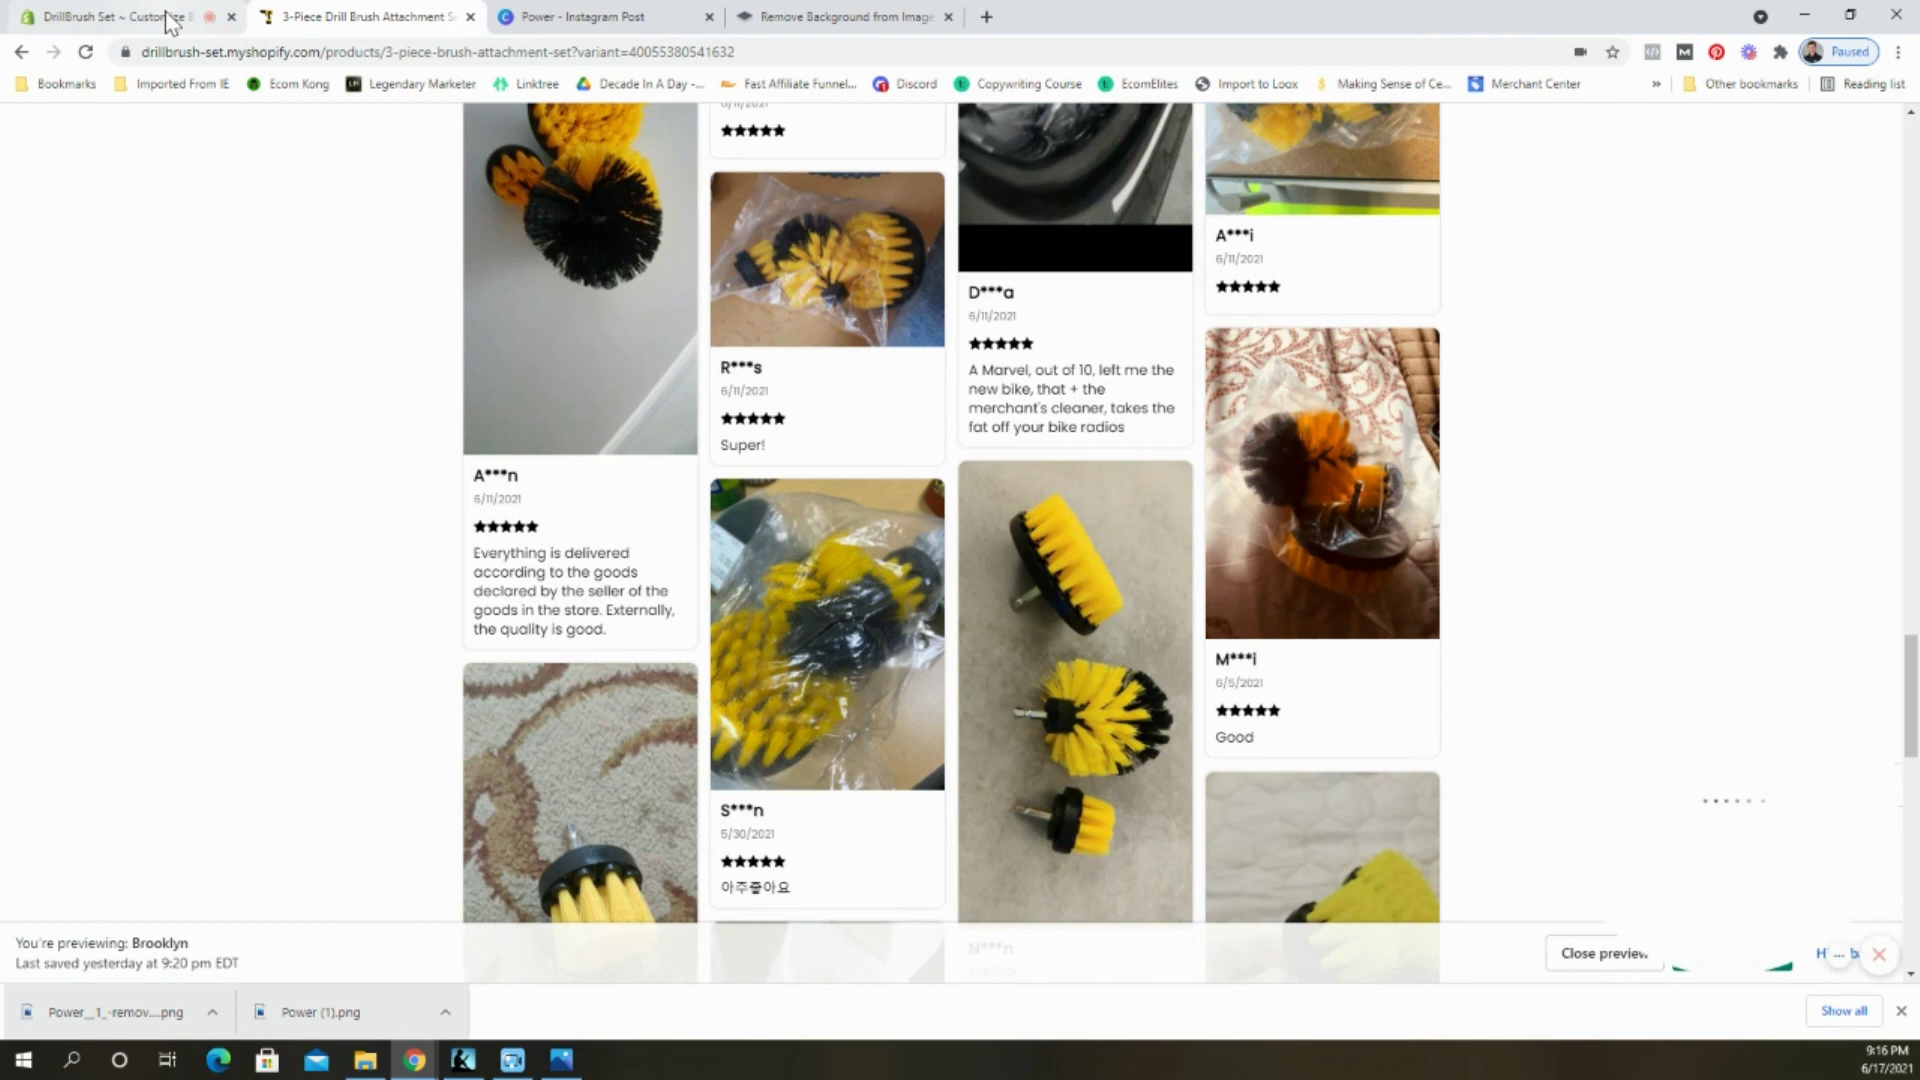 DrillBrush Set ~ Customize B
3-Piece Drill Brush Attachment S
Power - Instagram Post
Remove Background from Image
drillbrush-set.myshopify.com/products/3-piece-brush-attachment-set?variant=40055380541632
Paused
Bookmarks
Imported From IE
Ecom Kong
Legendary Marketer
Linktree
Decade In A Day -...
Fast Affiliate Funnel...
Discord
Copywriting Course
EcomElites
Import to Loox
Making Sense of Ce...
Merchant Center
»
Other bookmarks
Reading list
A***n
6/11/2021
★★★★★
Everything is delivered
according to the goods
declared by the seller of the
goods in the store. Externally,
the quality is good.
6/11/2021
★★★★★
R***s
6/11/2021
★★★★★
Super!
S***n
5/30/2021
★★★★★
아주좋아요
D***a
6/11/2021
★★★★★
A Marvel, out of 10, left me the
new bike, that + the
merchant's cleaner, takes the
fat off your bike radios
N***n
A***i
6/11/2021
★★★★★
M***i
6/5/2021
★★★★★
Good
You're previewing: Brooklyn
Last saved yesterday at 9:20 pm EDT
Close preview
Power__1_-remov....png
Power (1).png
Show all
9:16 PM
6/17/2021